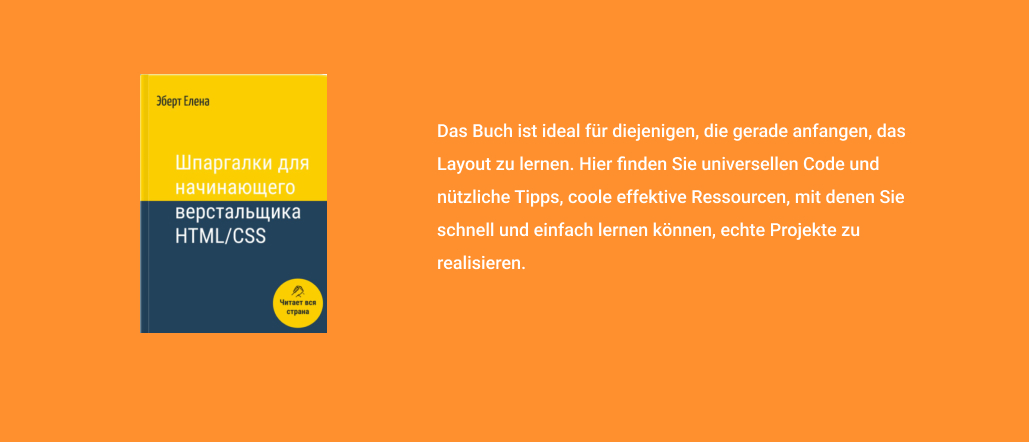 Эберт Елена
Шпаргалки для
начинающего
верстальщика
HTML/CSS
Читает вся
страна
Das Buch ist ideal für diejenigen, die gerade anfangen, das
Layout zu lernen. Hier finden Sie universellen Code und
nützliche Tipps, coole effektive Ressourcen, mit denen Sie
schnell und einfach lernen können, echte Projekte zu
realisieren.